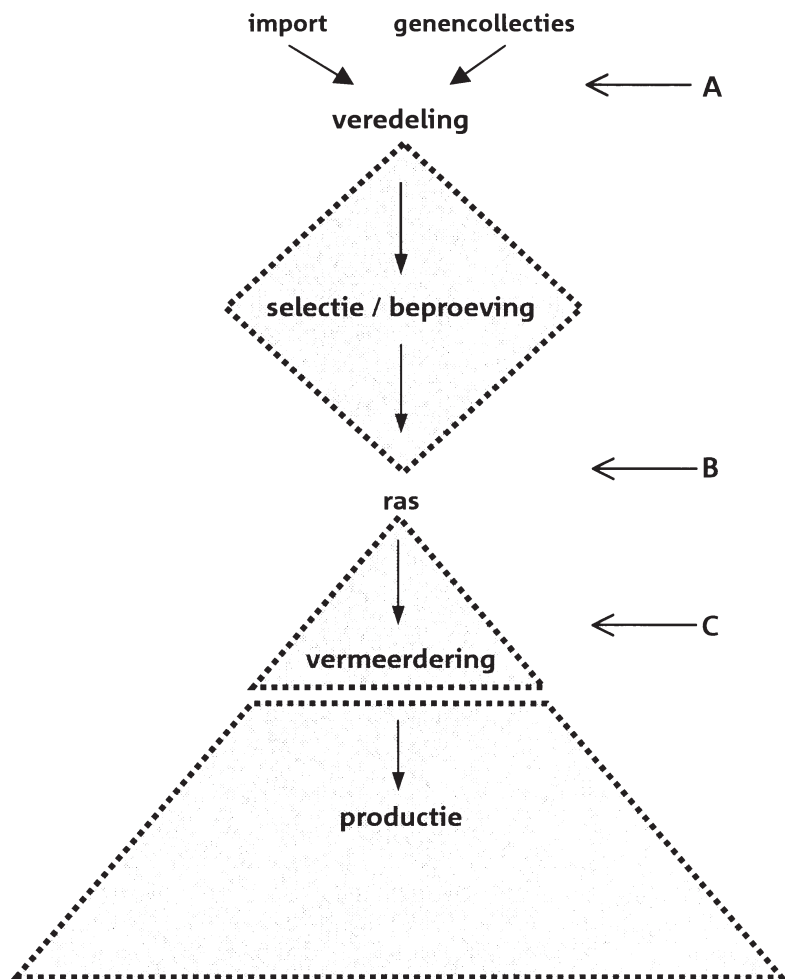 import genencollecties
A
veredeling
selectie / beproeving
B
ras
C
vermeerdering
productie